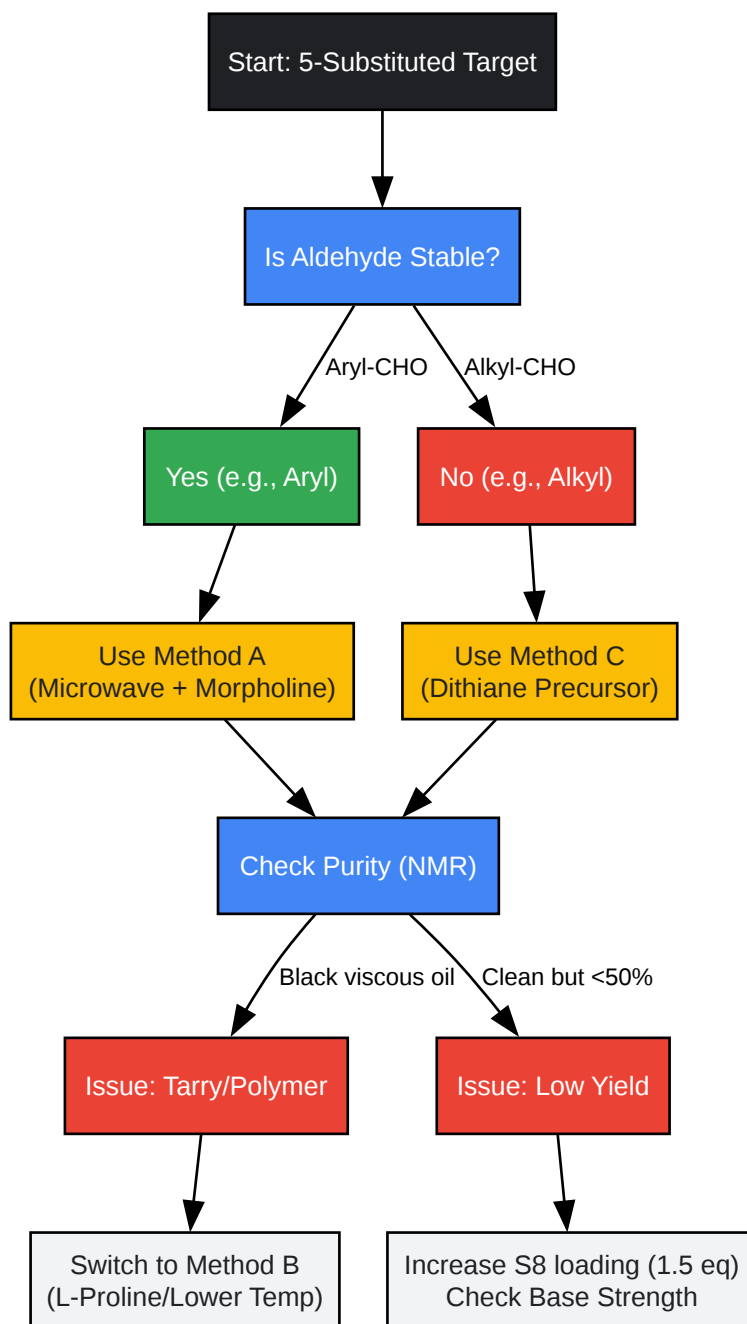 Start: 5-Substituted Target
Is Aldehyde Stable?
Aryl-CHO
Alkyl-CHO
Yes (e.g., Aryl)
No (e.g., Alkyl)
Use Method A
(Microwave + Morpholine)
Use Method C
(Dithiane Precursor)
Check Purity (NMR)
Black viscous oil
Clean but <50%
Issue: Tarry/Polymer
Issue: Low Yield
Switch to Method B
(L-Proline/Lower Temp)
Increase S8 loading (1.5 eq)
Check Base Strength